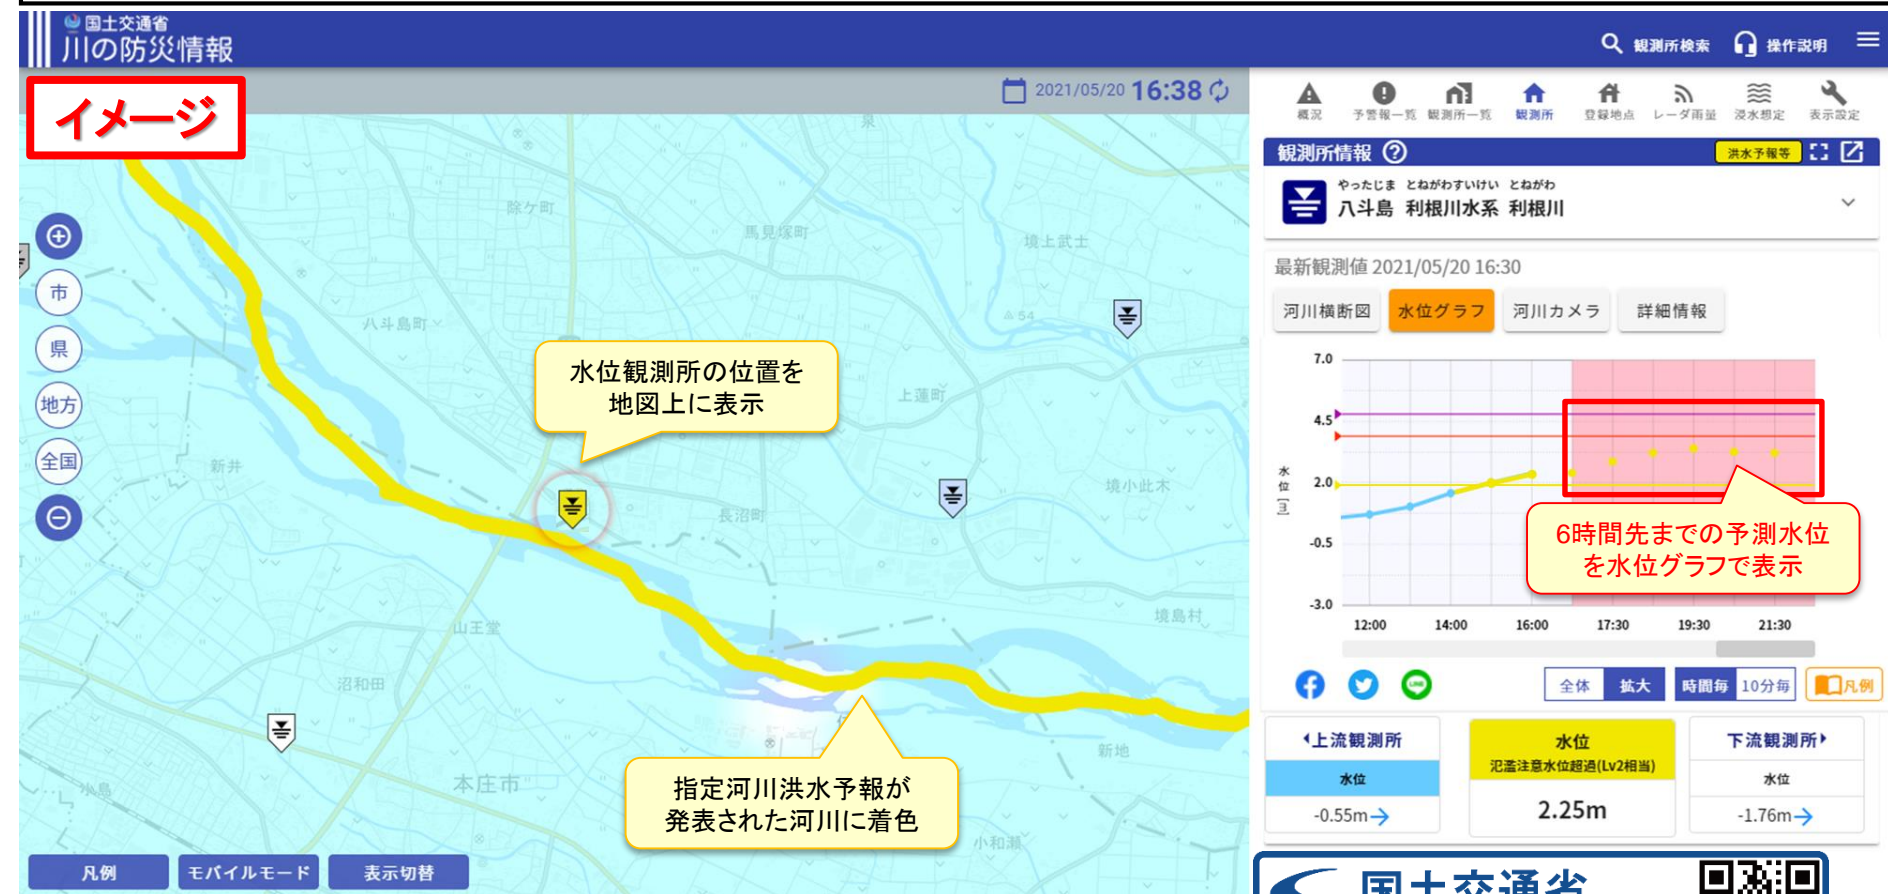 国土交通省
川の防災情報
観測所検索
操作説明
イメージ
2021/05/20 16:38
概況
予警報一覧
観測所一覧
観測所
登録地点
レーダ雨量
浸水想定
表示設定
観測所情報
洪水予報等
やったじま とねがわすいけい とねがわ
八斗島 利根川水系 利根川
最新観測値 2021/05/20 16:30
河川横断図
水位グラフ
河川カメラ
詳細情報
泉
除ケ町
馬見塚町
境上武士
市
県
地方
全国
八斗島町
54
上蓮町
水位観測所の位置を
地図上に表示
新井
長沼町
境小此木
境島村
山王堂
沼和田
新地
本庄市
小島
小和瀬
指定河川洪水予報が
発表された河川に着色
7.0
4.5
2.0
-0.5
-3.0
水位[m]
12:00
14:00
16:00
17:30
19:30
21:30
6時間先までの予測水位
を水位グラフで表示
LINE
全体
拡大
時間毎
10分毎
凡例
上流観測所
水位
-0.55m
水位
氾濫注意水位超過(Lv2相当)
2.25m
下流観測所
水位
-1.76m
凡例
モバイルモード
表示切替
国土交通省